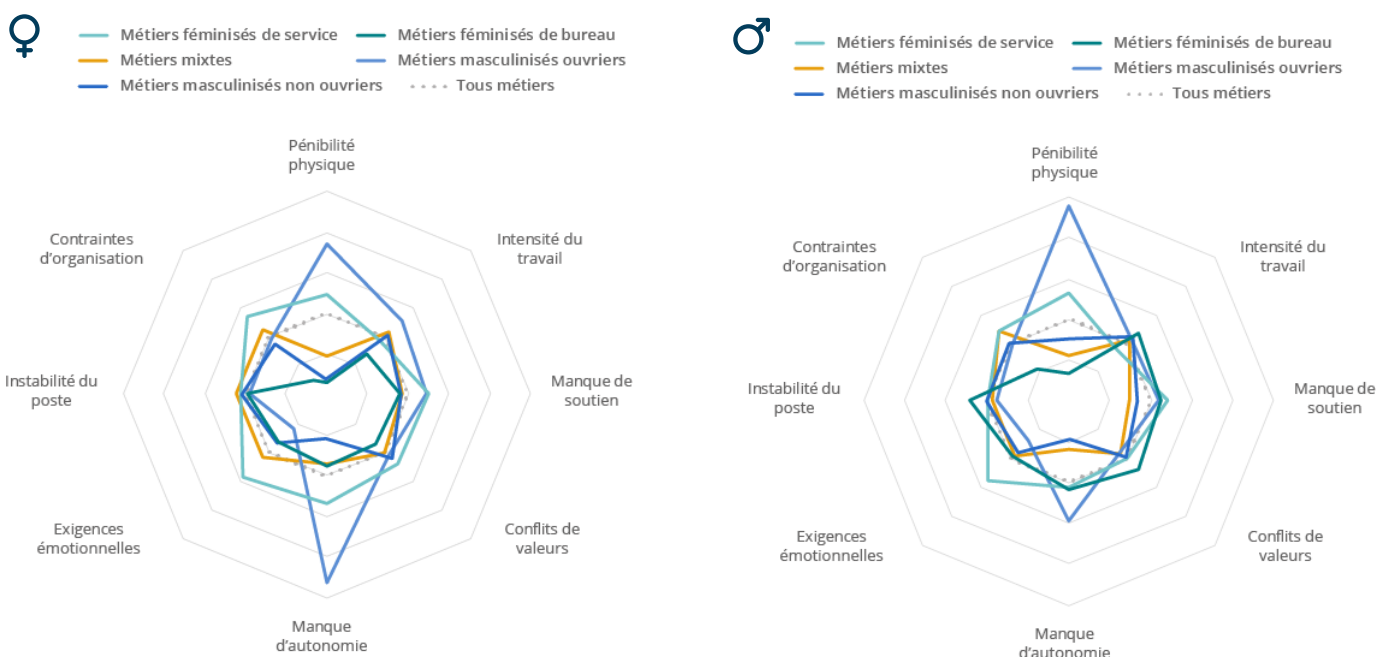 Métiers féminisés de service
Métiers féminisés de bureau
Métiers mixtes
Métiers masculinisés ouvriers
Métiers masculinisés non ouvriers
Tous métiers
Pénibilité
physique
Intensité du
travail
Manque de
soutien
Conflits de
valeurs
Manque
d'autonomie
Exigences
émotionnelles
Instabilité du
poste
Contraintes
d'organisation
Métiers féminisés de service
Métiers féminisés de bureau
Métiers mixtes
Métiers masculinisés ouvriers
Métiers masculinisés non ouvriers
Tous métiers
Pénibilité
physique
Intensité du
travail
Manque de
soutien
Conflits de
valeurs
Manque
d'autonomie
Exigences
émotionnelles
Instabilité du
poste
Contraintes
d'organisation